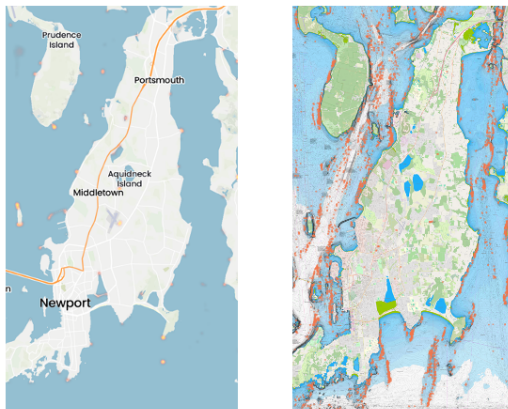 Prudence
Island
Portsmouth
Aquidneck
Island
Middletown
Newport
n